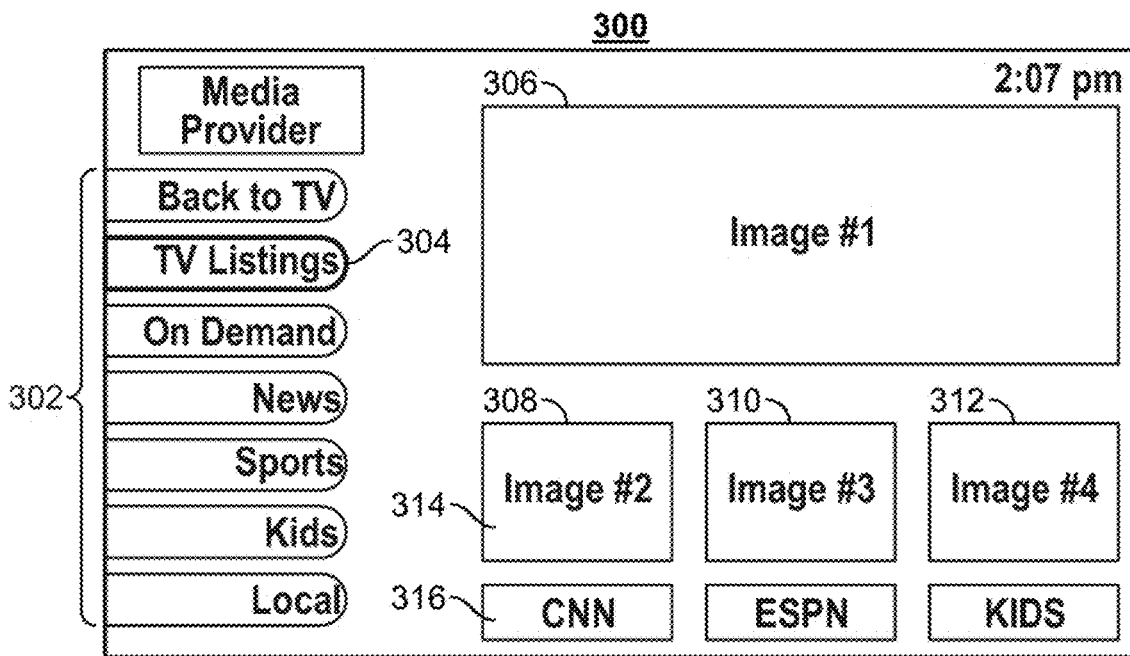 300
2:07 pm
Media
Provider
306
Image #1
Back to TV
TV Listings
304
On Demand
302
News
Sports
Kids
Local
308
310
312
Image #2
Image #3
Image #4
314
316
CNN
ESPN
KIDS